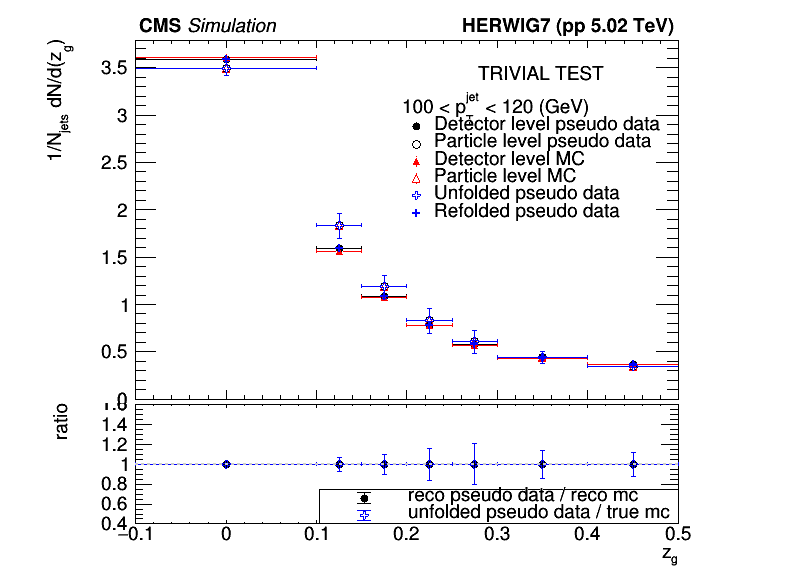 CMS Simulation HERWIG7 (pp 5.02 TeV)
1/N_jets dN/d(z_g)
TRIVIAL TEST
100 < p_T^jet < 120 (GeV)
Detector level pseudo data
Particle level pseudo data
Detector level MC
Particle level MC
Unfolded pseudo data
Refolded pseudo data
3.5
3
2.5
2
1.5
1
0.5
0
ratio
1.6
1.4
1.2
1
0.8
0.6
0.4
reco pseudo data / reco mc
unfolded pseudo data / true mc
−0.1 0 0.1 0.2 0.3 0.4 0.5
z_g